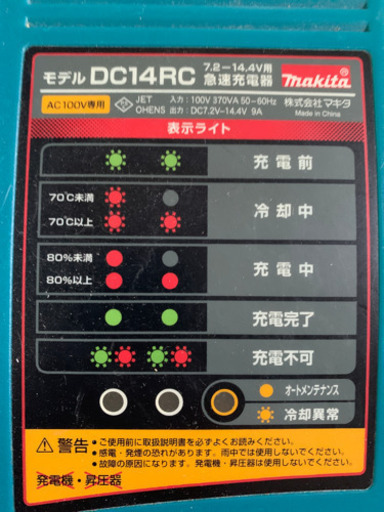 モデル DC14RC 7.2－14.4V用 急速充電器 makita
AC100V専用 JET OHENS 入力：100V 370VA 50－60Hz 出力：DC7.2V－14.4V 9A 株式会社マキタ Made in China
表示ライト
充電前
70℃未満
70℃以上
冷却中
80%未満
80%以上
充電中
充電完了
充電不可
オートメンテナンス
冷却異常
警告
●ご使用前に取扱説明書を必ずよくお読みください。
●感電・発煙の恐れがあります。雨中では使用しないでください。
●故障の原因になります。発電機・昇圧器は使用しないでください。
発電機・昇圧器